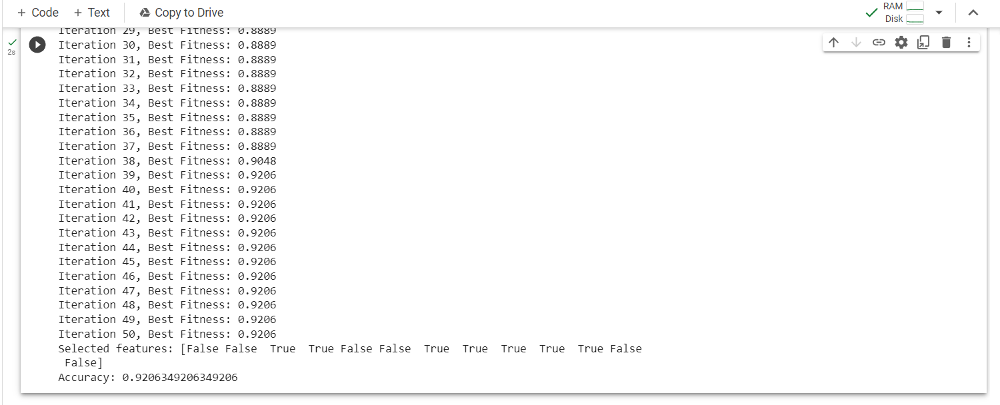 + Code + Text Copy to Drive
RAM
Disk
2s
Iteration 29, Best Fitness: 0.8889
Iteration 30, Best Fitness: 0.8889
Iteration 31, Best Fitness: 0.8889
Iteration 32, Best Fitness: 0.8889
Iteration 33, Best Fitness: 0.8889
Iteration 34, Best Fitness: 0.8889
Iteration 35, Best Fitness: 0.8889
Iteration 36, Best Fitness: 0.8889
Iteration 37, Best Fitness: 0.8889
Iteration 38, Best Fitness: 0.9048
Iteration 39, Best Fitness: 0.9206
Iteration 40, Best Fitness: 0.9206
Iteration 41, Best Fitness: 0.9206
Iteration 42, Best Fitness: 0.9206
Iteration 43, Best Fitness: 0.9206
Iteration 44, Best Fitness: 0.9206
Iteration 45, Best Fitness: 0.9206
Iteration 46, Best Fitness: 0.9206
Iteration 47, Best Fitness: 0.9206
Iteration 48, Best Fitness: 0.9206
Iteration 49, Best Fitness: 0.9206
Iteration 50, Best Fitness: 0.9206
Selected features: [False False  True  True False False  True  True  True  True  True False
 False]
Accuracy: 0.9206349206349206